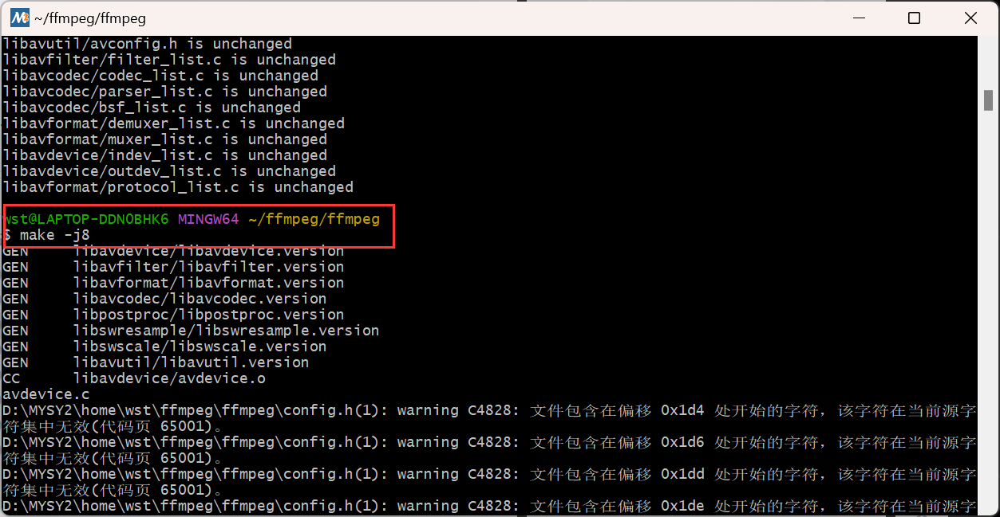 ~/ffmpeg/ffmpeg
libavutil/avconfig.h is unchanged
libavfilter/filter_list.c is unchanged
libavcodec/codec_list.c is unchanged
libavcodec/parser_list.c is unchanged
libavcodec/bsf_list.c is unchanged
libavformat/demuxer_list.c is unchanged
libavformat/muxer_list.c is unchanged
libavdevice/indev_list.c is unchanged
libavdevice/outdev_list.c is unchanged
libavformat/protocol_list.c is unchanged
wst@LAPTOP-DDNOBHK6 MINGW64 ~/ffmpeg/ffmpeg
$ make -j8
GEN libavdevice/libavdevice.version
GEN libavfilter/libavfilter.version
GEN libavformat/libavformat.version
GEN libavcodec/libavcodec.version
GEN libpostproc/libpostproc.version
GEN libswresample/libswresample.version
GEN libswscale/libswscale.version
GEN libavutil/libavutil.version
CC libavdevice/avdevice.o
avdevice.c
D:\MYSY2\home\wst\ffmpeg\ffmpeg\config.h(1): warning C4828: 文件包含在偏移 0x1d4 处开始的字符，该字符在当前源字
符集中无效(代码页 65001)。
D:\MYSY2\home\wst\ffmpeg\ffmpeg\config.h(1): warning C4828: 文件包含在偏移 0x1d6 处开始的字符，该字符在当前源字
符集中无效(代码页 65001)。
D:\MYSY2\home\wst\ffmpeg\ffmpeg\config.h(1): warning C4828: 文件包含在偏移 0x1dd 处开始的字符，该字符在当前源字
符集中无效(代码页 65001)。
D:\MYSY2\home\wst\ffmpeg\ffmpeg\config.h(1): warning C4828: 文件包含在偏移 0x1de 处开始的字符，该字符在当前源字